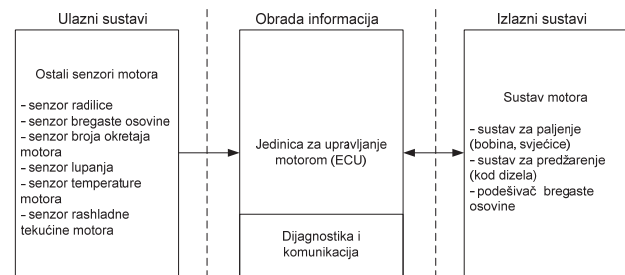 Ulazni sustavi
Obrada informacija
Izlazni sustavi
Ostali senzori motora
- senzor radilice
- senzor bregaste osovine
- senzor broja okretaja
motora
- senzor lupanja
- senzor temperature
motora
- senzor rashladne
tekućine motora
Jedinica za upravljanje
motorom (ECU)
Dijagnostika i
komunikacija
Sustav motora
- sustav za paljenje
(bobina, svjećice)
- sustav za predžarenje
(kod dizela)
- podešivač bregaste
osovine